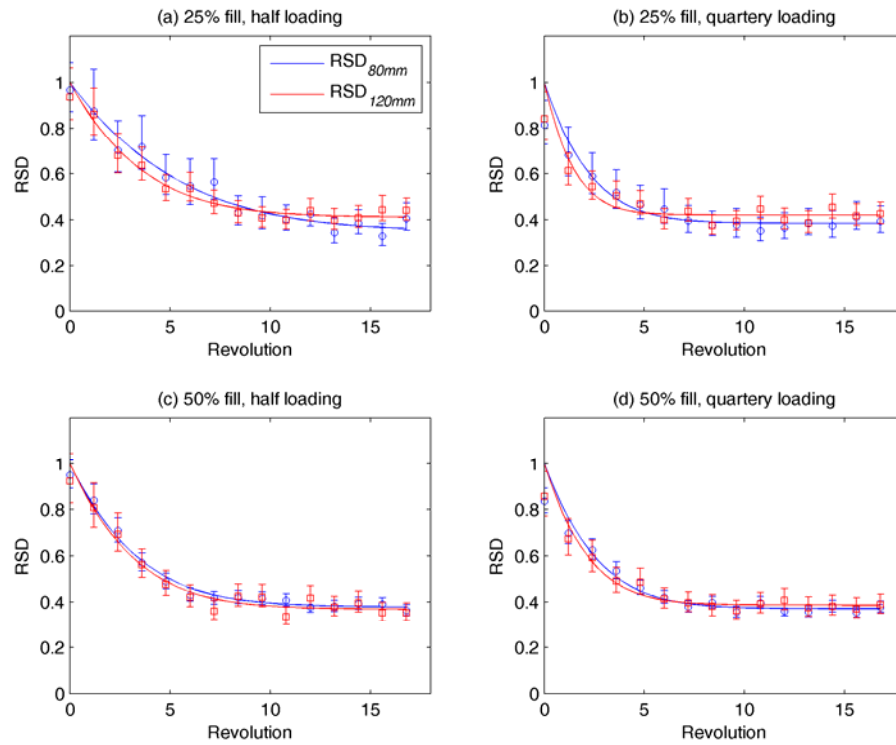 (a) 25% fill, half loading
RSD80mm
RSD120mm
1
0.8
0.6
0.4
0.2
0
RSD
0 5 10 15
Revolution
(b) 25% fill, quartery loading
1
0.8
0.6
0.4
0.2
0
RSD
0 5 10 15
Revolution
(c) 50% fill, half loading
1
0.8
0.6
0.4
0.2
0
RSD
0 5 10 15
Revolution
(d) 50% fill, quartery loading
1
0.8
0.6
0.4
0.2
0
RSD
0 5 10 15
Revolution